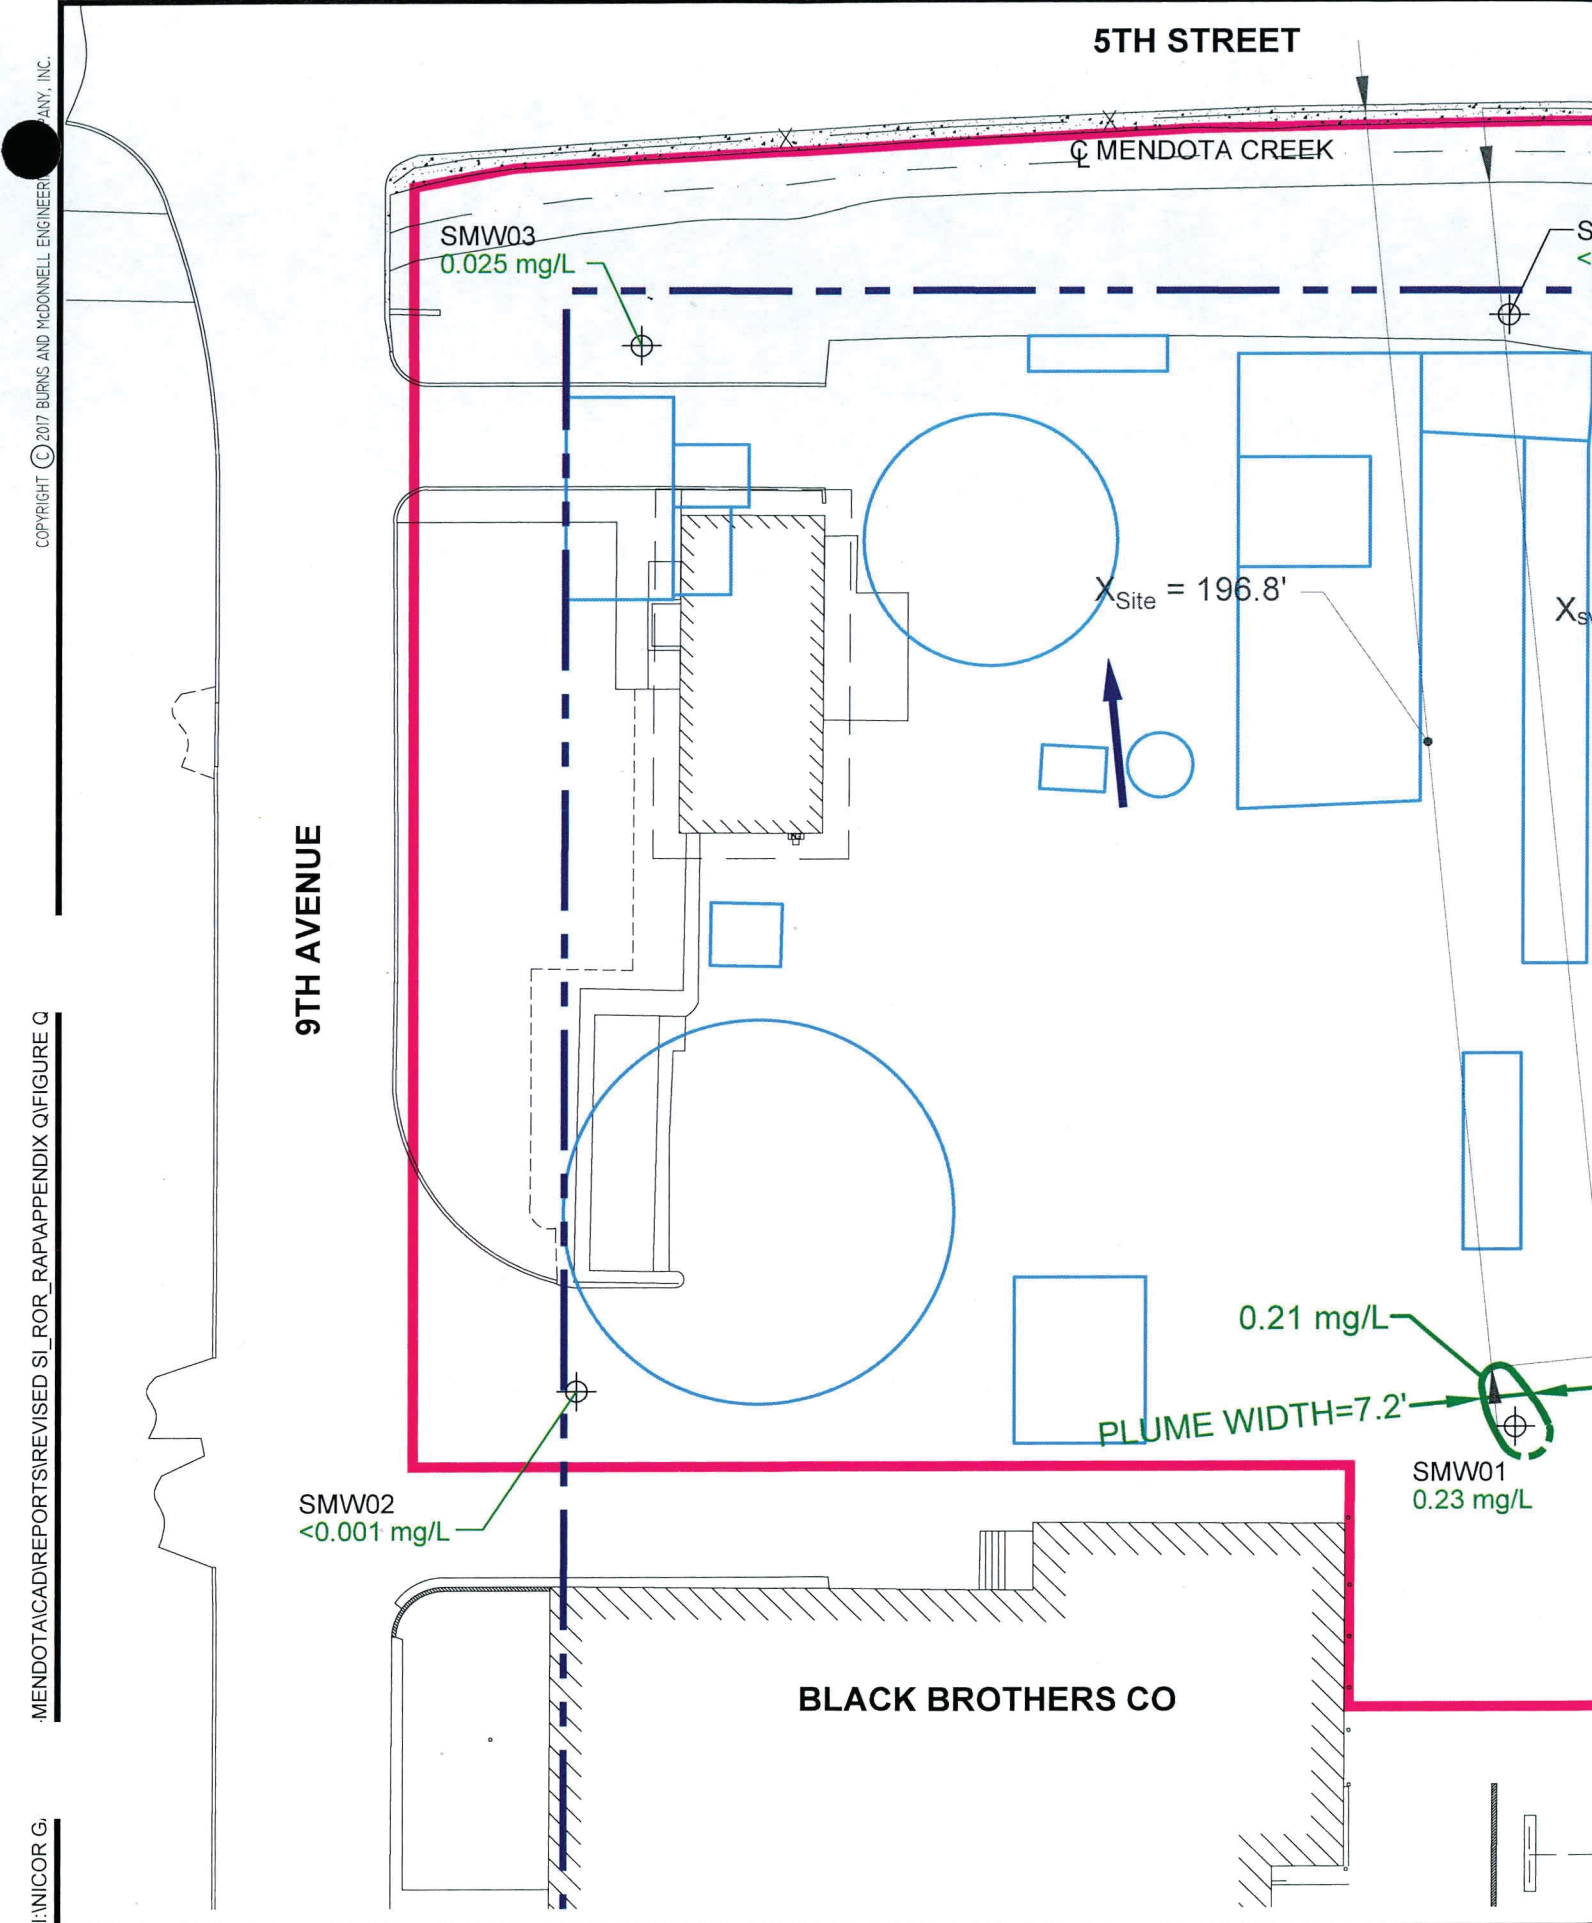 5TH STREET
℄ MENDOTA CREEK
SMW03
0.025 mg/L
S
<
X_Site = 196.8'
X
9TH AVENUE
0.21 mg/L
PLUME WIDTH=7.2'
SMW01
0.23 mg/L
SMW02
<0.001 mg/L
BLACK BROTHERS CO
COPYRIGHT © 2017 BURNS AND McDONNELL ENGINEERI PANY, INC.
MENDOTA\CAD\REPORTS\REVISED SI_ROR_RAP\APPENDIX Q\FIGURE Q
I:\NICOR G